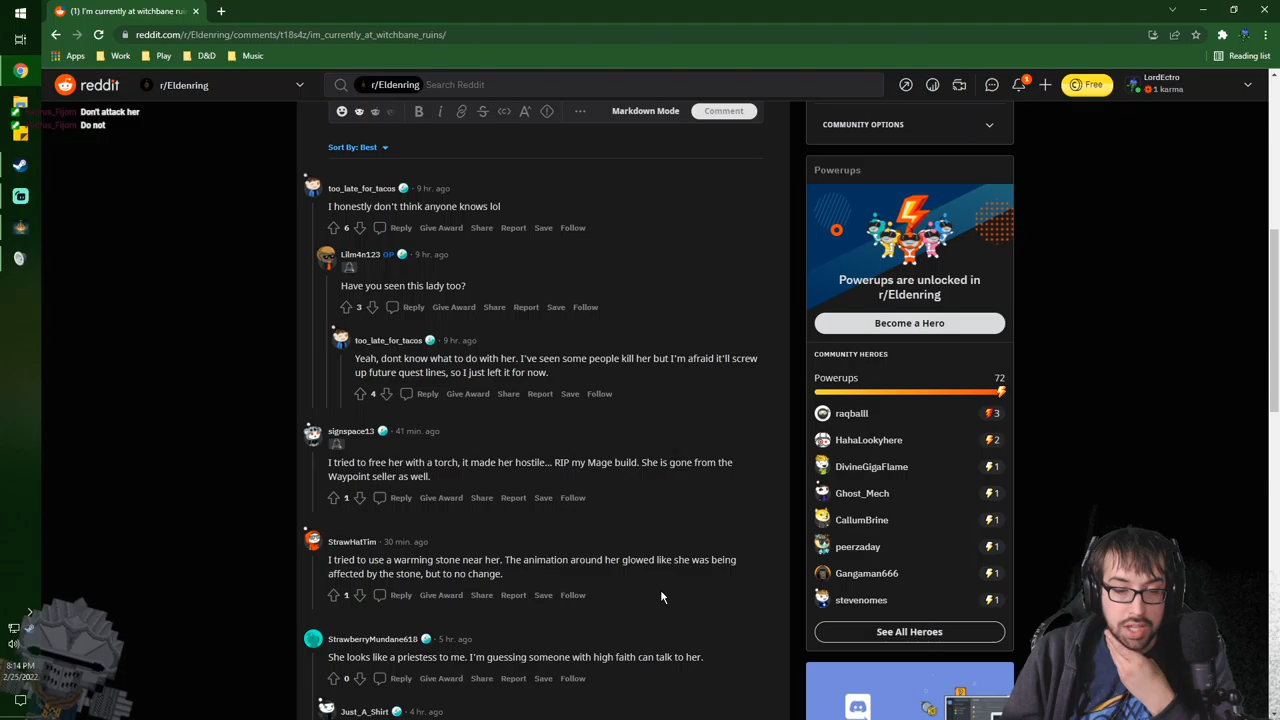 (1) I'm currently at witchbane ruins
reddit.com/r/Eldenring/comments/t18s4z/im_currently_at_witchbane_ruins/
Apps Work Play D&D Music Reading list
reddit r/Eldenring r/Eldenring Search Reddit 1 Free LordEctro
1 karma
Don't attack her
Do not
B i Markdown Mode Comment
COMMUNITY OPTIONS
Sort By: Best
too_late_for_tacos · 9 hr. ago
I honestly don't think anyone knows lol
6 Reply Give Award Share Report Save Follow
Lilm4n123 OP · 9 hr. ago
Have you seen this lady too?
3 Reply Give Award Share Report Save Follow
too_late_for_tacos · 9 hr. ago
Yeah, dont know what to do with her. I've seen some people kill her but I'm afraid it'll screw
up future quest lines, so I just left it for now.
4 Reply Give Award Share Report Save Follow
signspace13 · 41 min. ago
I tried to free her with a torch, it made her hostile... RIP my Mage build. She is gone from the
Waypoint seller as well.
1 Reply Give Award Share Report Save Follow
StrawHatTim · 30 min. ago
I tried to use a warming stone near her. The animation around her glowed like she was being
affected by the stone, but to no change.
1 Reply Give Award Share Report Save Follow
StrawberryMundane618 · 5 hr. ago
She looks like a priestess to me. I'm guessing someone with high faith can talk to her.
0 Reply Give Award Share Report Save Follow
Just_A_Shirt · 4 hr. ago
Powerups
Powerups are unlocked in
r/Eldenring
Become a Hero
COMMUNITY HEROES
Powerups 72
raqballl 3
HahaLookyhere 2
DivineGigaFlame 1
Ghost_Mech 1
CallumBrine 1
peerzaday 1
Gangaman666 1
stevenomes 1
See All Heroes
8:14 PM
2/25/2022